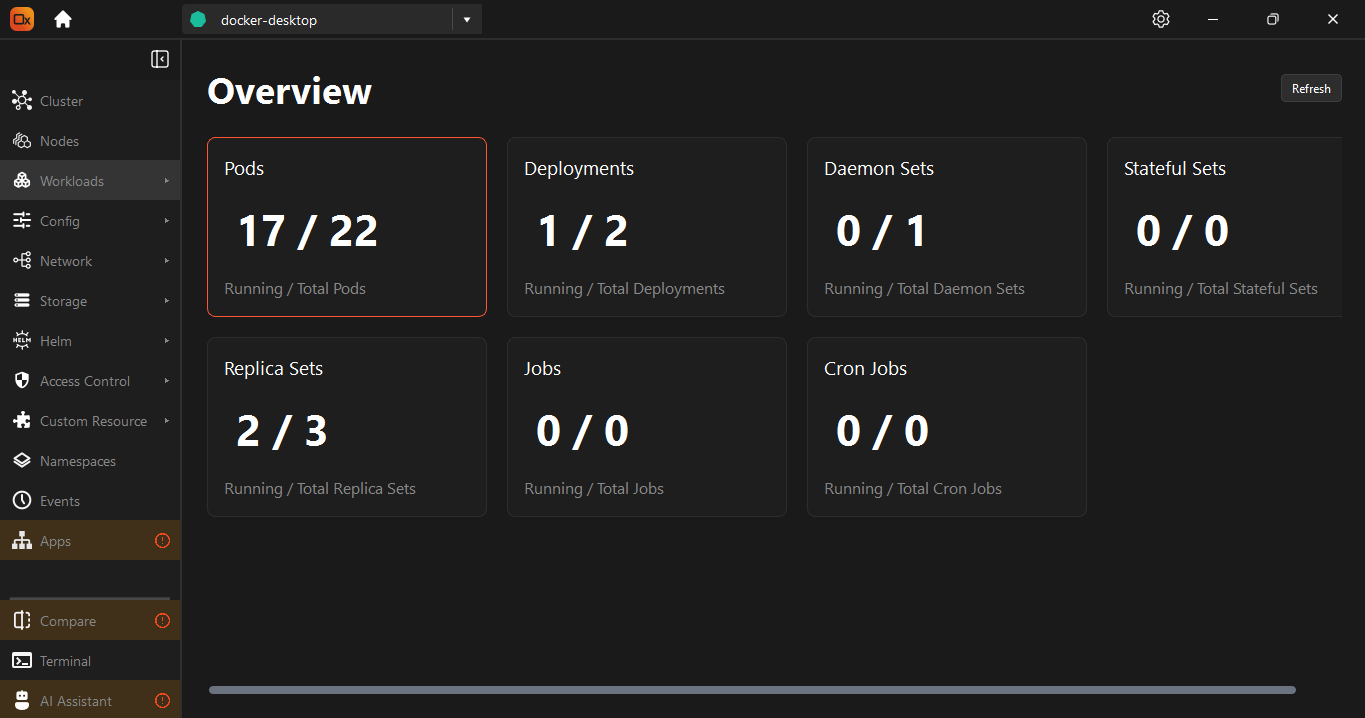 Ox
docker-desktop
Cluster
Nodes
Workloads
Config
Network
Storage
HELM Helm
Access Control
Custom Resource
Namespaces
Events
Apps
Compare
Terminal
AI Assistant
Overview
Refresh
Pods
17 / 22
Running / Total Pods
Deployments
1 / 2
Running / Total Deployments
Daemon Sets
0 / 1
Running / Total Daemon Sets
Stateful Sets
0 / 0
Running / Total Stateful Sets
Replica Sets
2 / 3
Running / Total Replica Sets
Jobs
0 / 0
Running / Total Jobs
Cron Jobs
0 / 0
Running / Total Cron Jobs